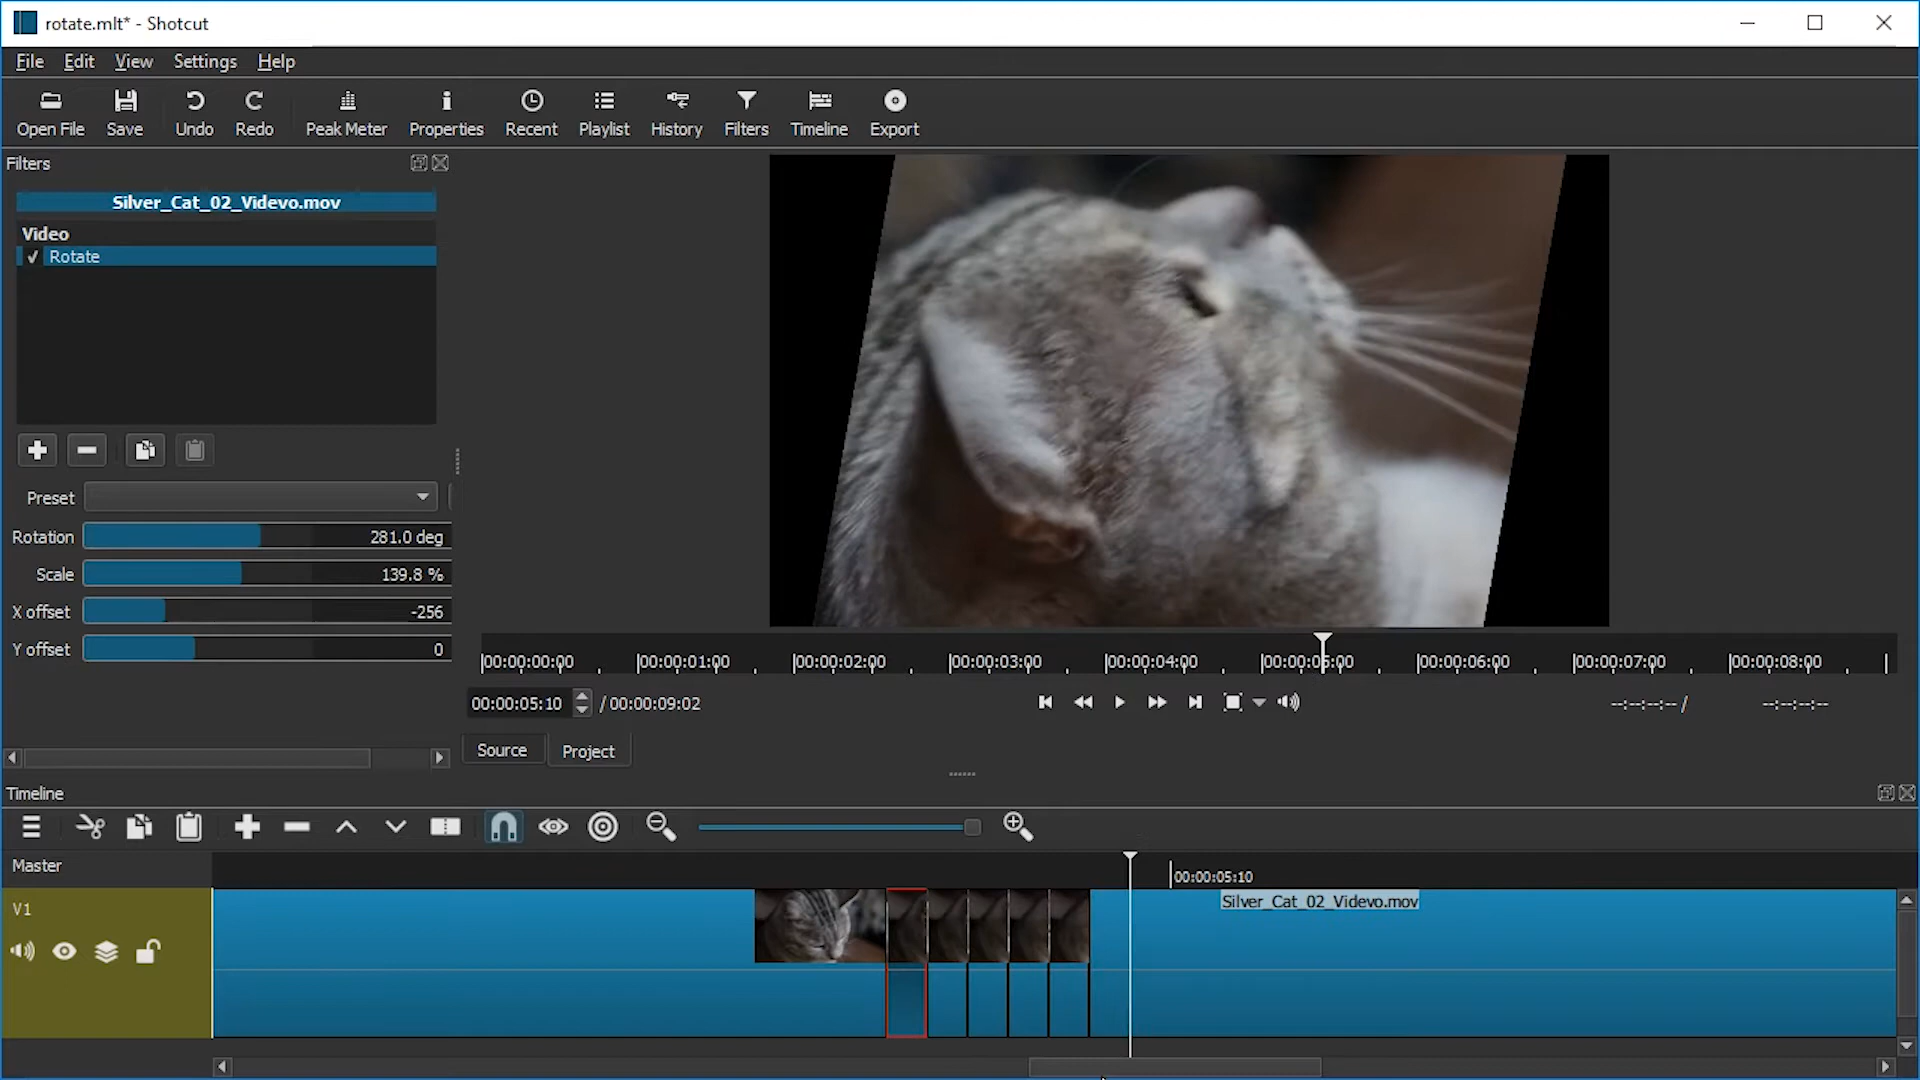 rotate.mlt* - Shotcut
File Edit View Settings Help
Open File Save Undo Redo Peak Meter Properties Recent Playlist History Filters Timeline Export
Filters
Silver_Cat_02_Videvo.mov
Video
✓ Rotate
Preset
Rotation 281.0 deg
Scale 139.8 %
X offset -256
Y offset 0
00:00:00:00 00:00:01:00 00:00:02:00 00:00:03:00 00:00:04:00 00:00:05:00 00:00:06:00 00:00:07:00 00:00:08:00
00:00:05:10 / 00:00:09:02 --:--:--:-- / --:--:--:--
Source Project
Timeline
Master
00:00:05:10
V1
Silver_Cat_02_Videvo.mov